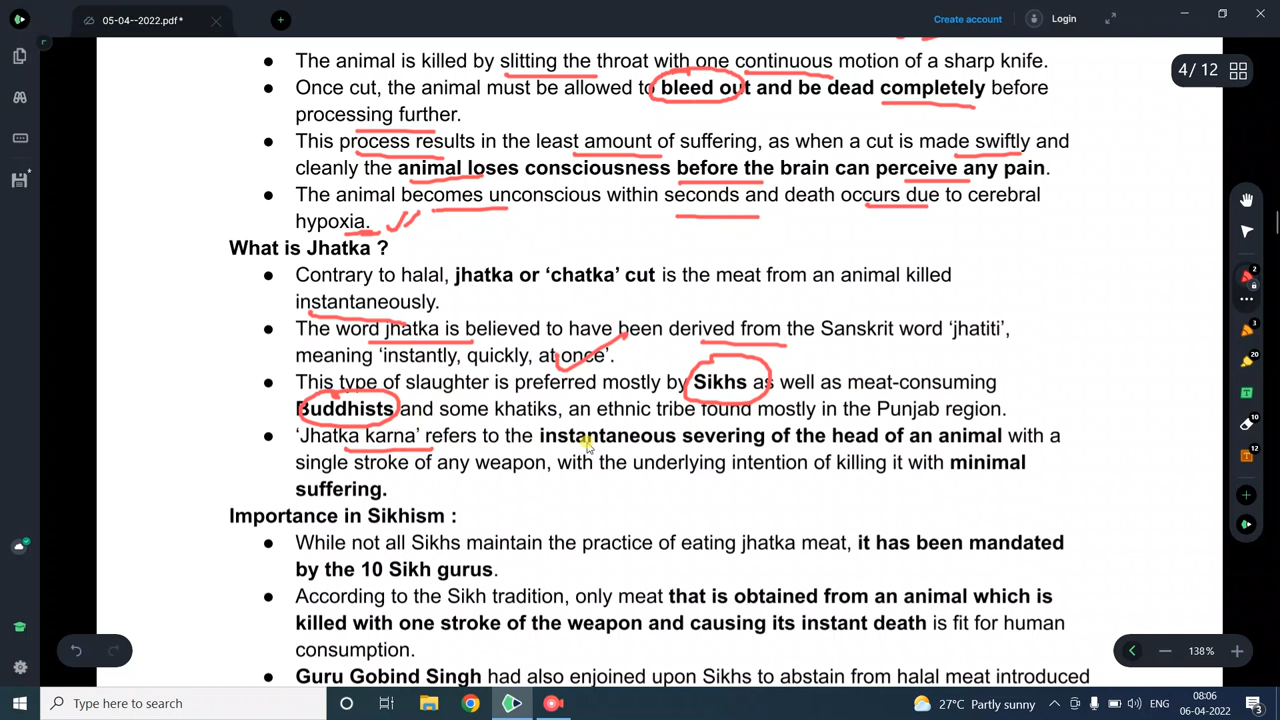 05-04--2022.pdf*
Create account
Login
4 / 12
The animal is killed by slitting the throat with one continuous motion of a sharp knife.
Once cut, the animal must be allowed to bleed out and be dead completely before
processing further.
This process results in the least amount of suffering, as when a cut is made swiftly and
cleanly the animal loses consciousness before the brain can perceive any pain.
The animal becomes unconscious within seconds and death occurs due to cerebral
hypoxia.
What is Jhatka ?
Contrary to halal, jhatka or ‘chatka’ cut is the meat from an animal killed
instantaneously.
The word jhatka is believed to have been derived from the Sanskrit word ‘jhatiti’,
meaning ‘instantly, quickly, at once’.
This type of slaughter is preferred mostly by Sikhs as well as meat-consuming
Buddhists and some khatiks, an ethnic tribe found mostly in the Punjab region.
‘Jhatka karna’ refers to the instantaneous severing of the head of an animal with a
single stroke of any weapon, with the underlying intention of killing it with minimal
suffering.
Importance in Sikhism :
While not all Sikhs maintain the practice of eating jhatka meat, it has been mandated
by the 10 Sikh gurus.
According to the Sikh tradition, only meat that is obtained from an animal which is
killed with one stroke of the weapon and causing its instant death is fit for human
consumption.
Guru Gobind Singh had also enjoined upon Sikhs to abstain from halal meat introduced
2
3
20
10
12
138%
Type here to search
27°C Partly sunny
ENG
08:06
06-04-2022
3